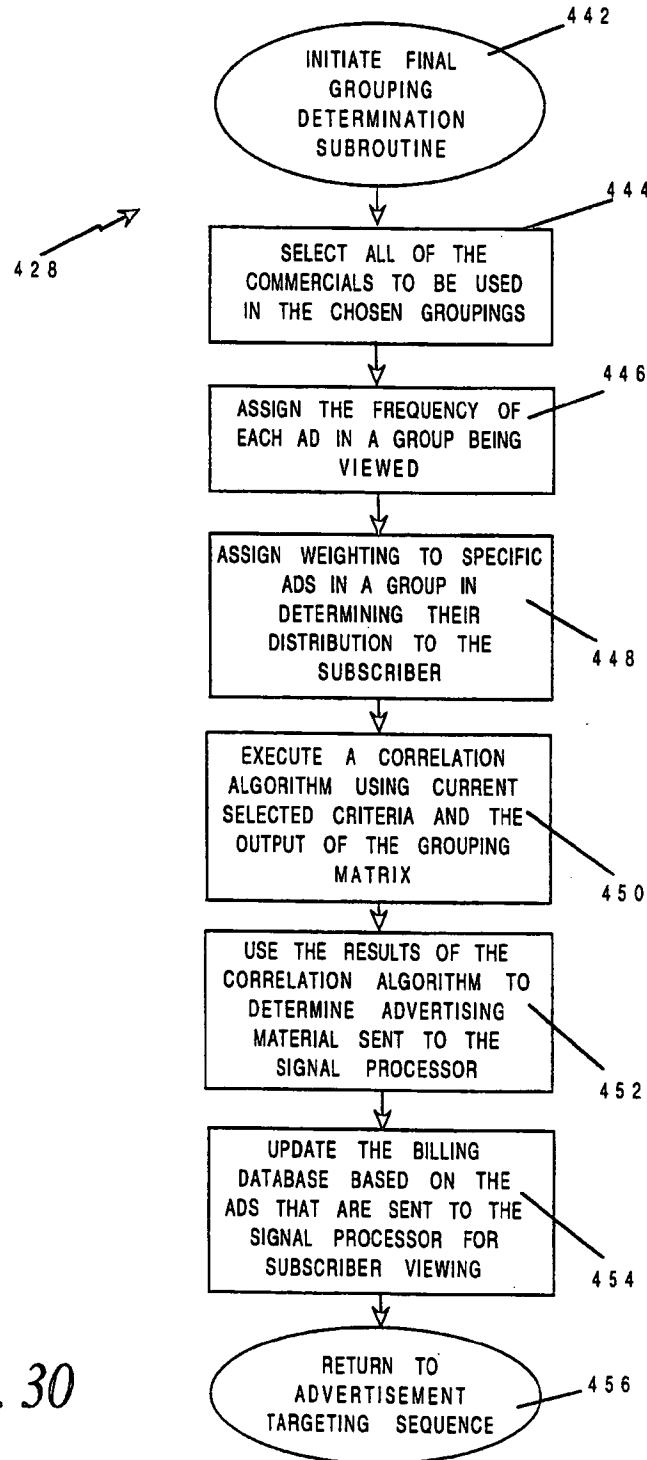 442
INITIATE FINAL
GROUPING
DETERMINATION
SUBROUTINE
444
428
SELECT ALL OF THE
COMMERCIALS TO BE USED
IN THE CHOSEN GROUPINGS
446
ASSIGN THE FREQUENCY OF
EACH AD IN A GROUP BEING
VIEWED
ASSIGN WEIGHTING TO SPECIFIC
ADS IN A GROUP IN
DETERMINING THEIR
DISTRIBUTION TO THE
SUBSCRIBER
448
EXECUTE A CORRELATION
ALGORITHM USING CURRENT
SELECTED CRITERIA AND THE
OUTPUT OF THE GROUPING
MATRIX
450
USE THE RESULTS OF THE
CORRELATION ALGORITHM TO
DETERMINE ADVERTISING
MATERIAL SENT TO THE
SIGNAL PROCESSOR
452
UPDATE THE BILLING
DATABASE BASED ON THE
ADS THAT ARE SENT TO THE
SIGNAL PROCESSOR FOR
SUBSCRIBER VIEWING
454
RETURN TO
ADVERTISEMENT
TARGETING SEQUENCE
456
. 30